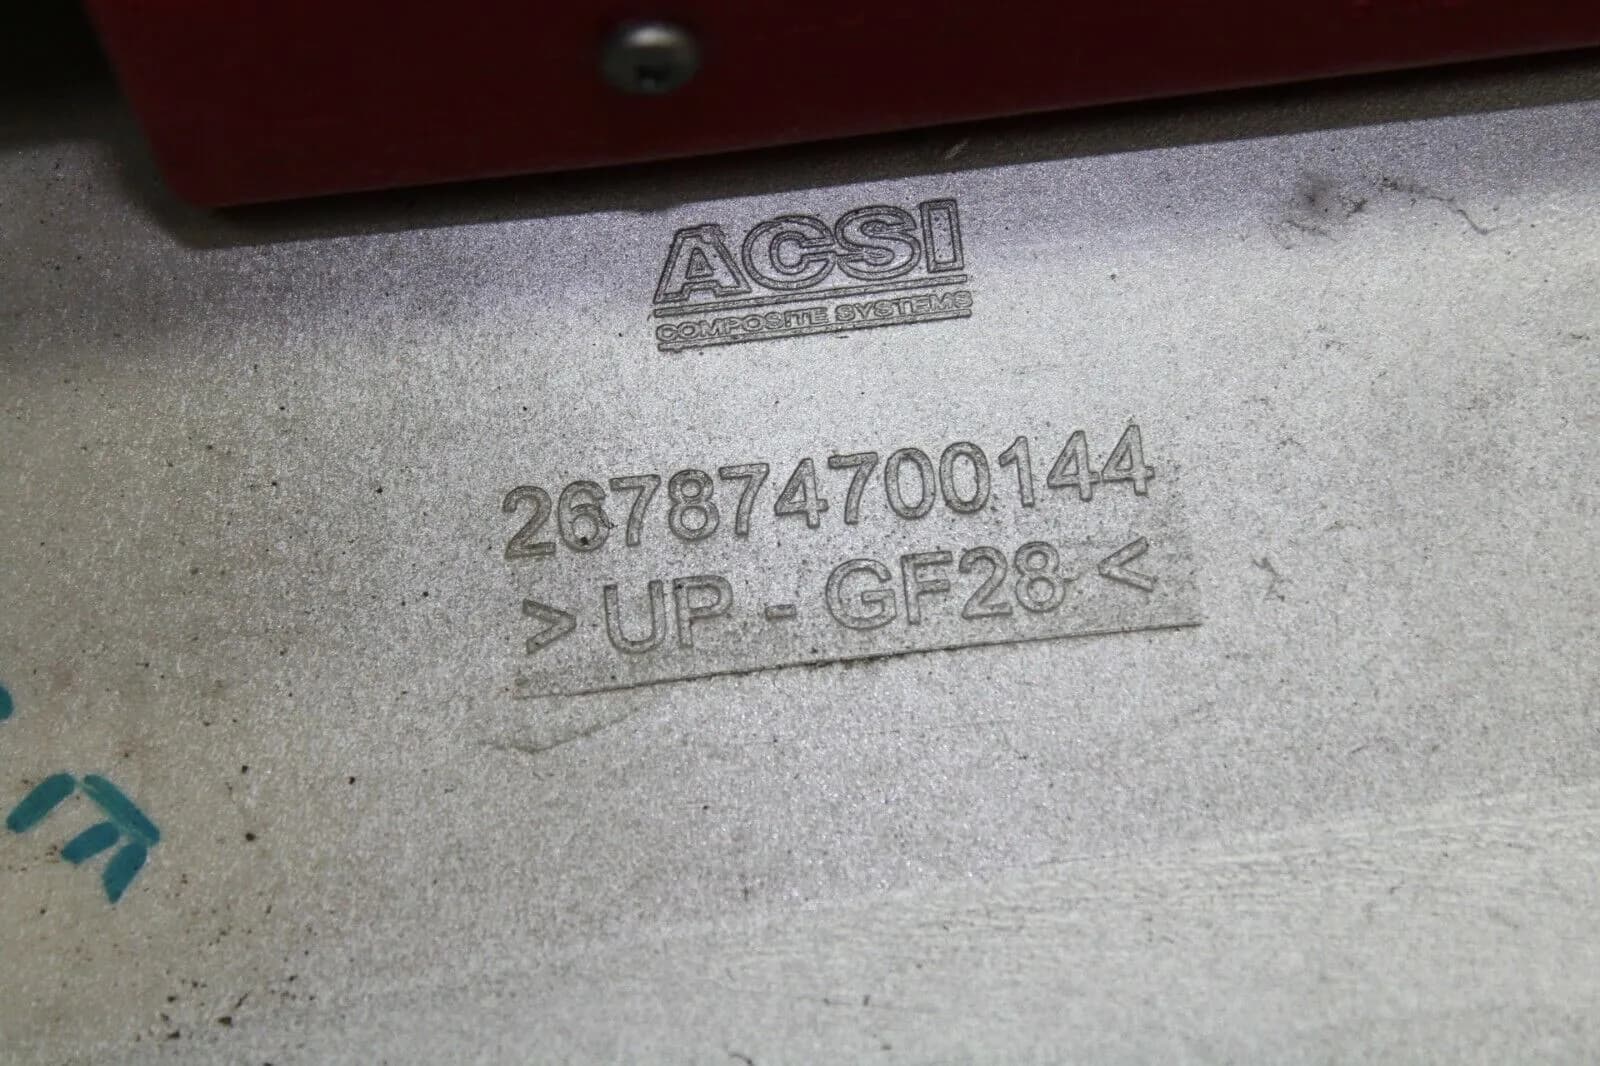 ACSI
COMPOSITE SYSTEMS
267874700144
> UP - GF28 <